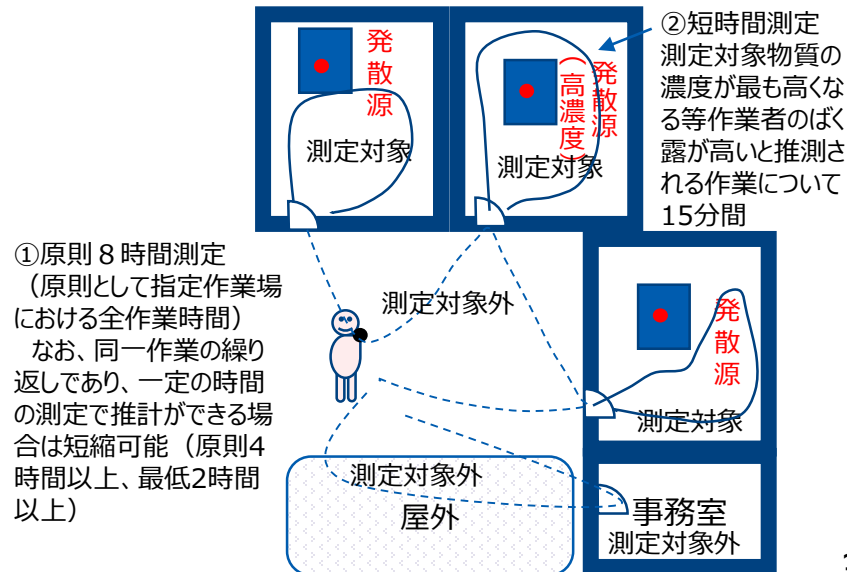 発散源
測定対象
発散源
（高濃度）
測定対象
②短時間測定
測定対象物質の
濃度が最も高くな
る等作業者のばく
露が高いと推測さ
れる作業について
15分間
①原則８時間測定
（原則として指定作業場
における全作業時間）
なお、同一作業の繰り
返しであり、一定の時間
の測定で推計ができる場
合は短縮可能（原則4
時間以上、最低2時間
以上）
測定対象外
発散源
測定対象
測定対象外
屋外
事務室
測定対象外